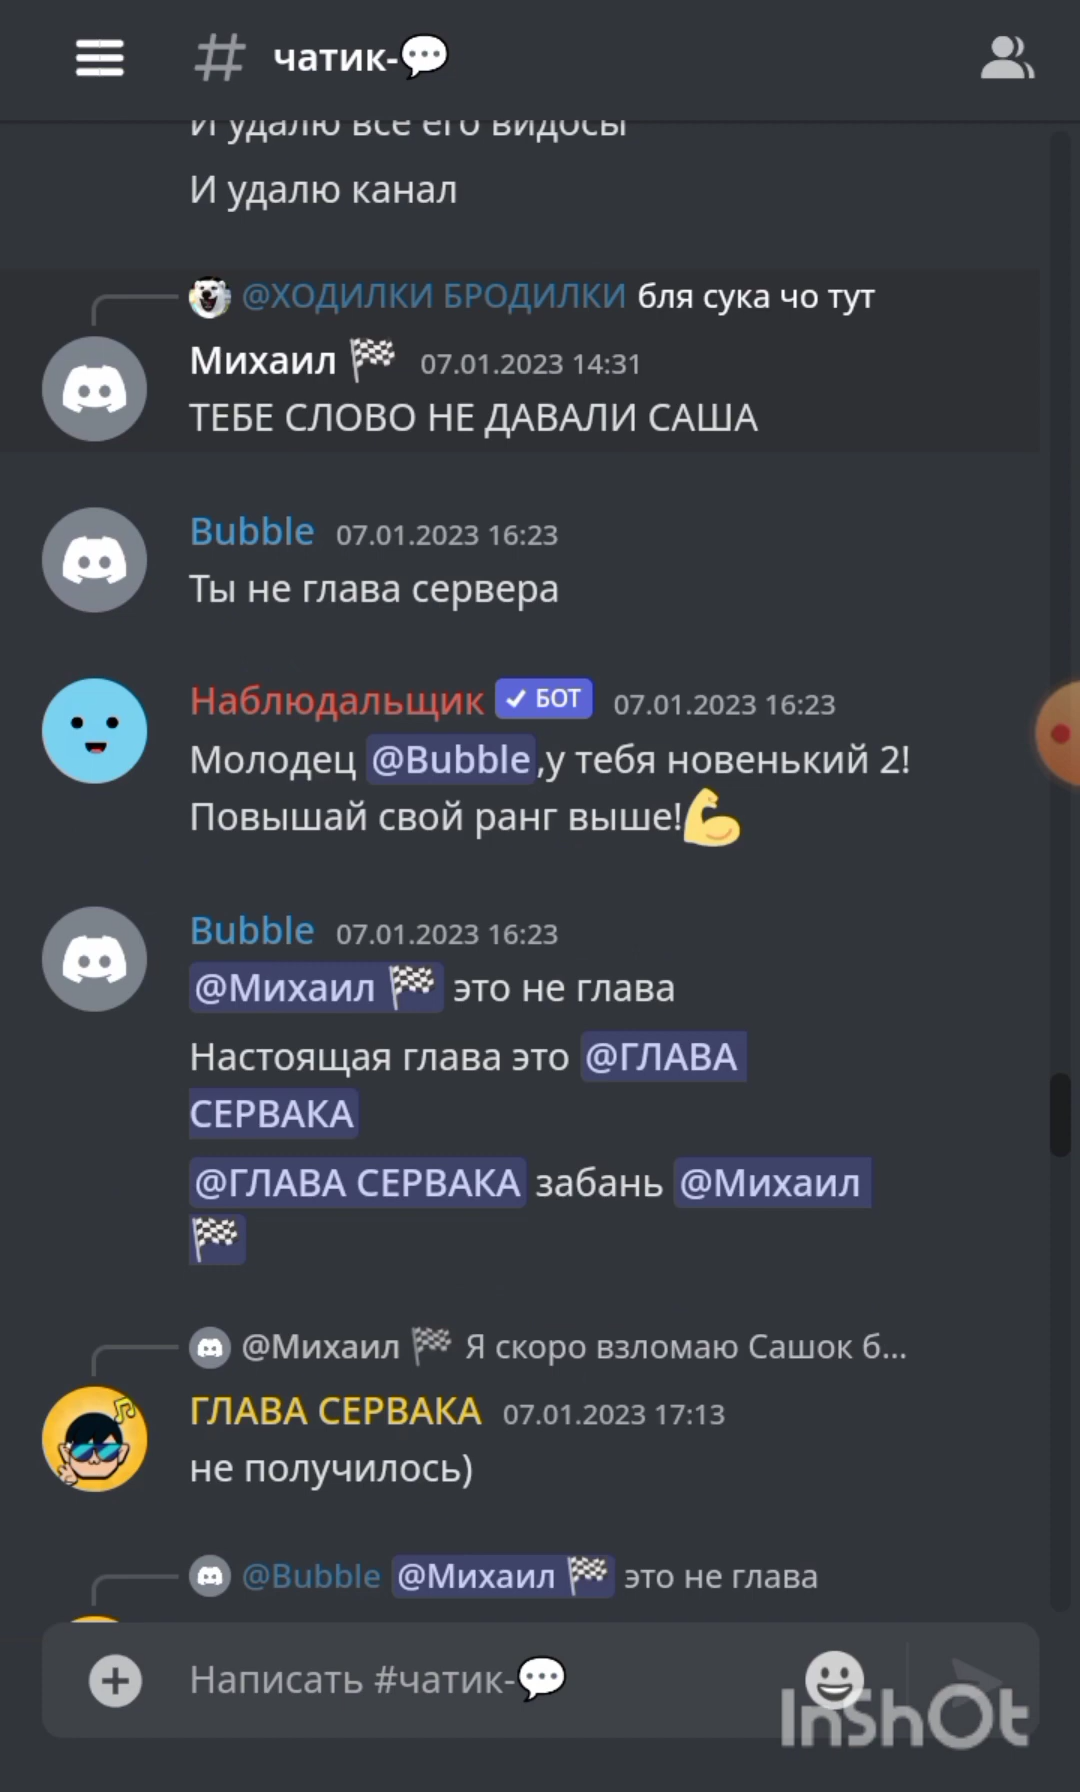 # чатик-💬
И удалю все его видосы
И удалю канал
@ХОДИЛКИ БРОДИЛКИ бля сука чо тут
Михаил 🏁 07.01.2023 14:31
ТЕБЕ СЛОВО НЕ ДАВАЛИ САША
Bubble 07.01.2023 16:23
Ты не глава сервера
Наблюдальщик ✓ БОТ 07.01.2023 16:23
Молодец @Bubble,у тебя новенький 2!
Повышай свой ранг выше!💪
Bubble 07.01.2023 16:23
@Михаил 🏁 это не глава
Настоящая глава это @ГЛАВА
СЕРВАКА
@ГЛАВА СЕРВАКА забань @Михаил
🏁
@Михаил 🏁 Я скоро взломаю Сашок б...
ГЛАВА СЕРВАКА 07.01.2023 17:13
не получилось)
@Bubble @Михаил 🏁 это не глава
Написать #чатик-💬
InShOt